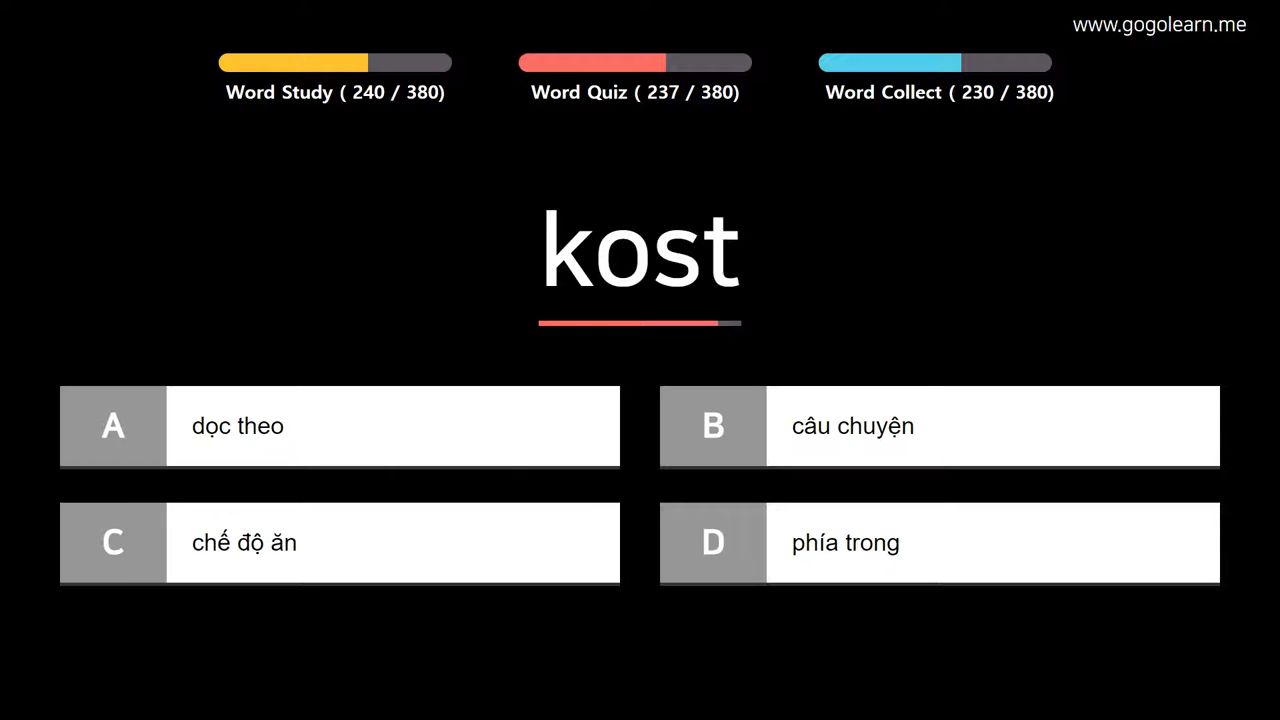 www.gogolearn.me
Word Study ( 240 / 380)
Word Quiz ( 237 / 380)
Word Collect ( 230 / 380)
kost
A dọc theo
B câu chuyện
C chế độ ăn
D phía trong